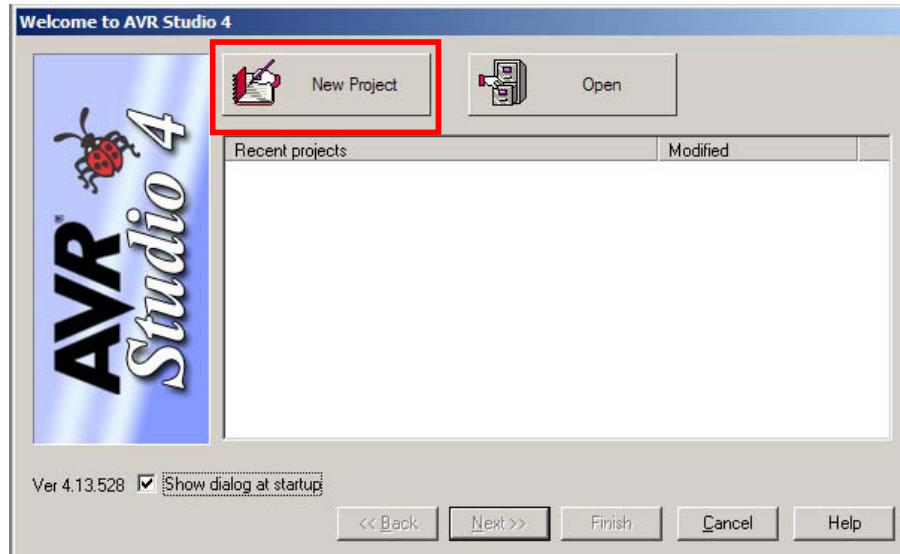 Welcome to AVR Studio 4
New Project
Open
AVR®
Studio 4
Recent projects
Modified
Ver 4.13.528
Show dialog at startup
<< Back
Next >>
Finish
Cancel
Help